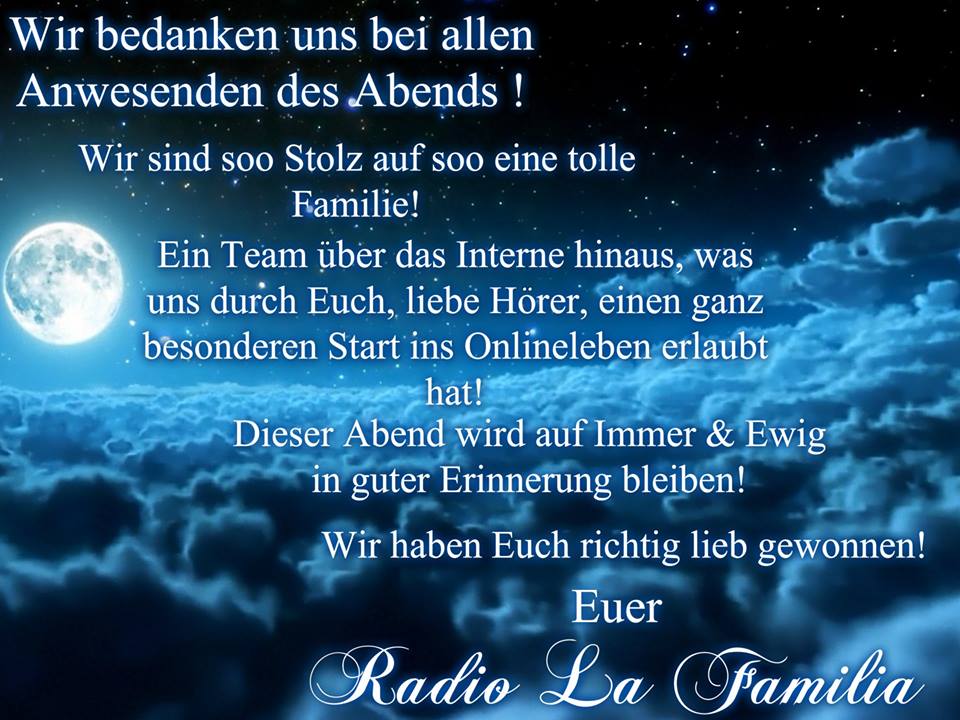 Wir bedanken uns bei allen
Anwesenden des Abends !
Wir sind soo Stolz auf soo eine tolle
Familie!
Ein Team über das Interne hinaus, was
uns durch Euch, liebe Hörer, einen ganz
besonderen Start ins Onlineleben erlaubt
hat!
Dieser Abend wird auf Immer & Ewig
in guter Erinnerung bleiben!
Wir haben Euch richtig lieb gewonnen!
Euer
Radio La Familia